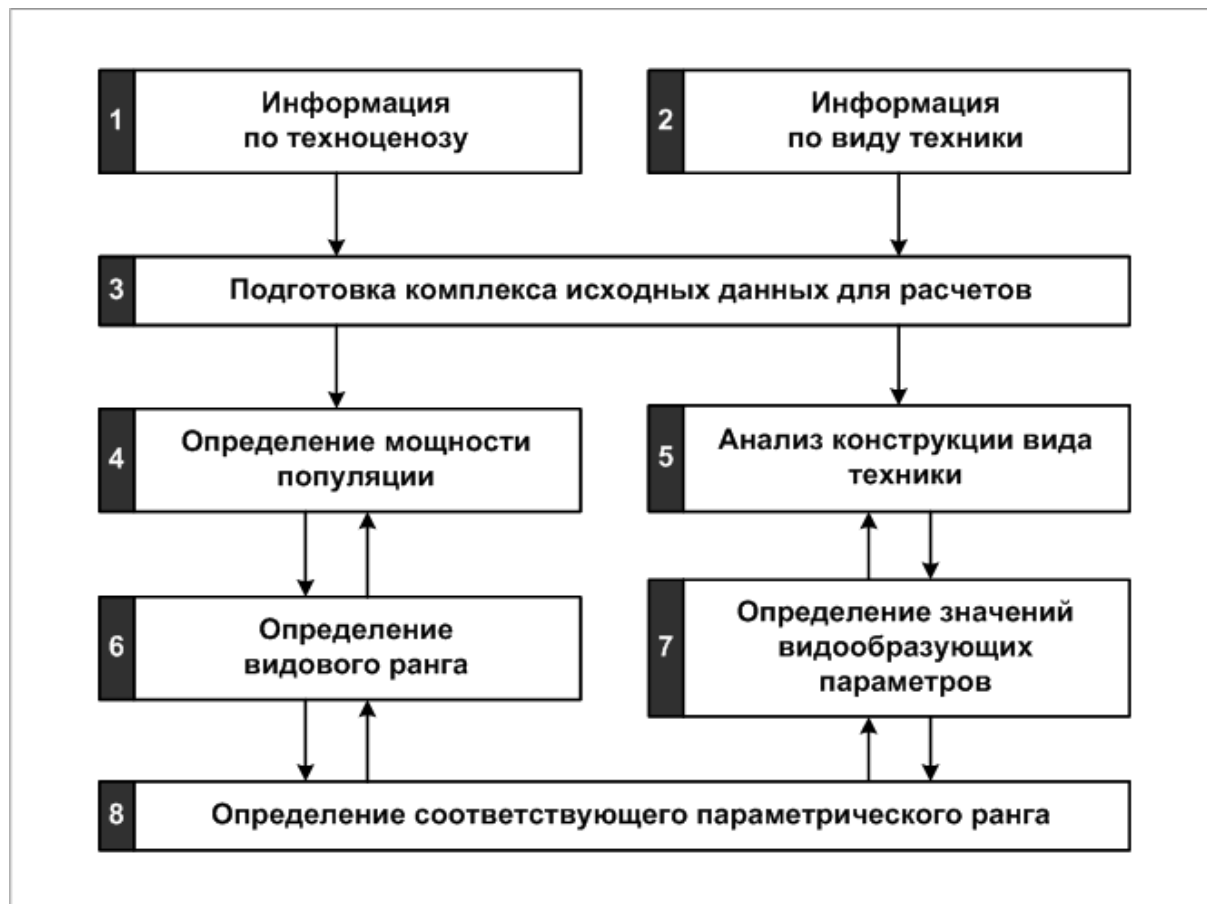 1
Информация
по техноценозу
2
Информация
по виду техники
3
Подготовка комплекса исходных данных для расчетов
4
Определение мощности
популяции
5
Анализ конструкции вида
техники
6
Определение
видового ранга
7
Определение значений
видообразующих
параметров
8
Определение соответствующего параметрического ранга